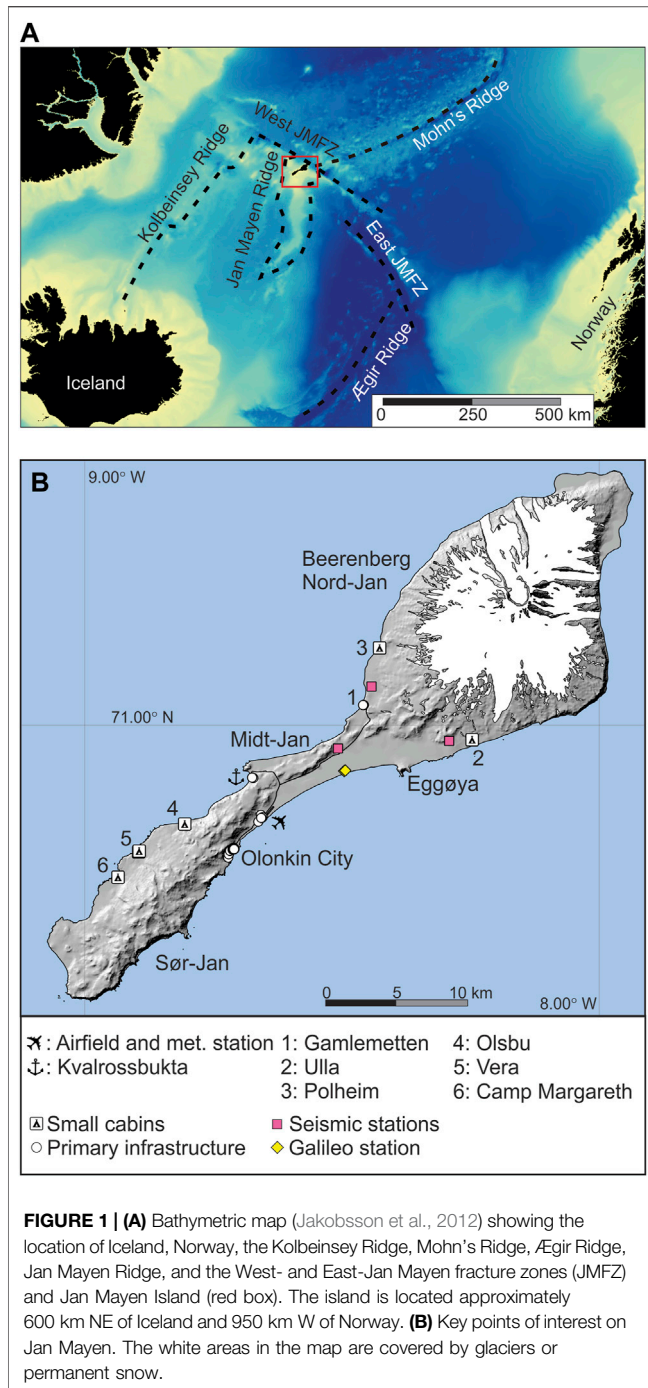 A
West JMFZ
Mohn's Ridge
Kolbeinsey Ridge
Jan Mayen Ridge
East JMFZ
Norway
Ægir Ridge
Iceland
0 250 500 km
B
9.00° W
Beerenberg
Nord-Jan
3
1
71.00° N
Midt-Jan
2
Eggøya
4
5
Olonkin City
6
Sør-Jan
0 5 10 km
8.00° W
: Airfield and met. station 1: Gamlemetten 4: Olsbu
: Kvalrossbukta 2: Ulla 5: Vera
3: Polheim 6: Camp Margareth
Small cabins Seismic stations
Primary infrastructure Galileo station
FIGURE 1 | (A) Bathymetric map (Jakobsson et al., 2012) showing the
location of Iceland, Norway, the Kolbeinsey Ridge, Mohn's Ridge, Ægir Ridge,
Jan Mayen Ridge, and the West- and East-Jan Mayen fracture zones (JMFZ)
and Jan Mayen Island (red box). The island is located approximately
600 km NE of Iceland and 950 km W of Norway. (B) Key points of interest on
Jan Mayen. The white areas in the map are covered by glaciers or
permanent snow.